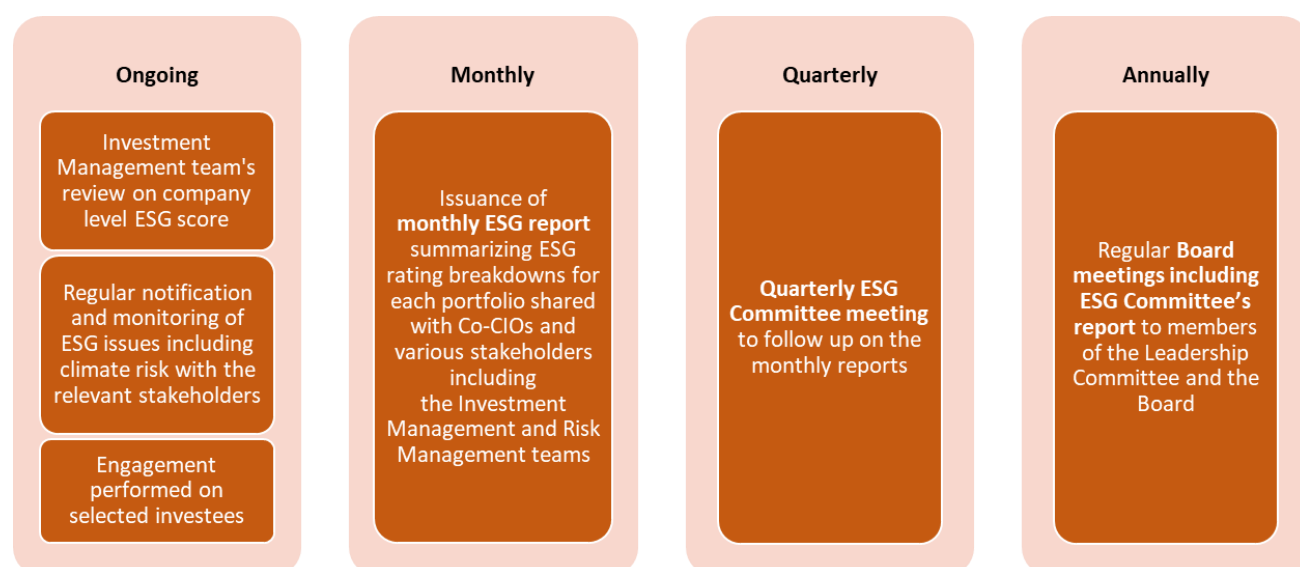 Ongoing
Investment
Management team's
review on company
level ESG score
Regular notification
and monitoring of
ESG issues including
climate risk with the
relevant stakeholders
Engagement
performed on
selected investees
Monthly
Issuance of
monthly ESG report
summarizing ESG
rating breakdowns for
each portfolio shared
with Co-CIOs and
various stakeholders
including
the Investment
Management and Risk
Management teams
Quarterly
Quarterly ESG
Committee meeting
to follow up on the
monthly reports
Annually
Regular Board
meetings including
ESG Committee’s
report to members
of the Leadership
Committee and the
Board